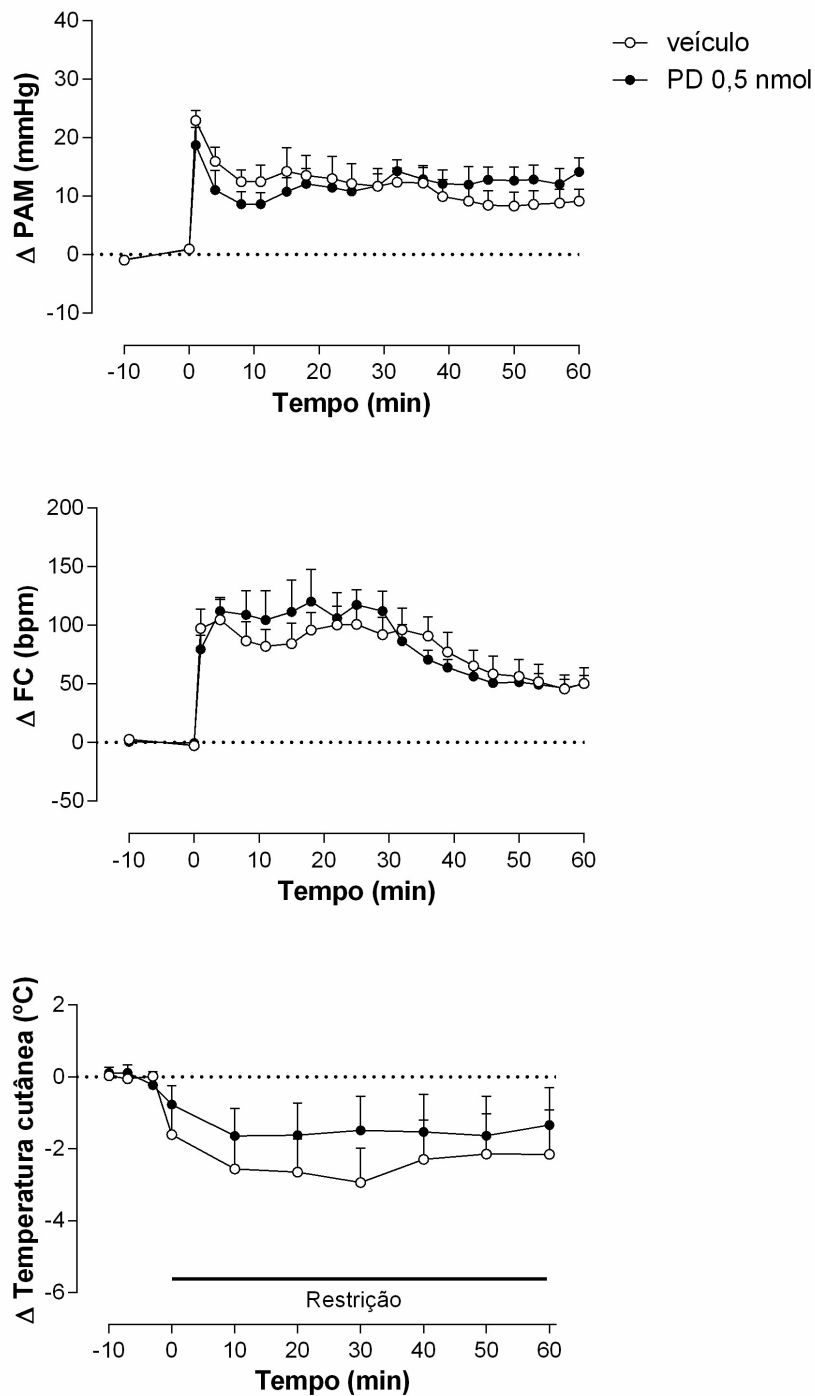 veículo
PD 0,5 nmol
Δ PAM (mmHg)
40
30
20
10
0
-10
-10 0 10 20 30 40 50 60
Tempo (min)
Δ FC (bpm)
200
150
100
50
0
-50
-10 0 10 20 30 40 50 60
Tempo (min)
Δ Temperatura cutânea (ºC)
2
0
-2
-4
-6
Restrição
-10 0 10 20 30 40 50 60
Tempo (min)